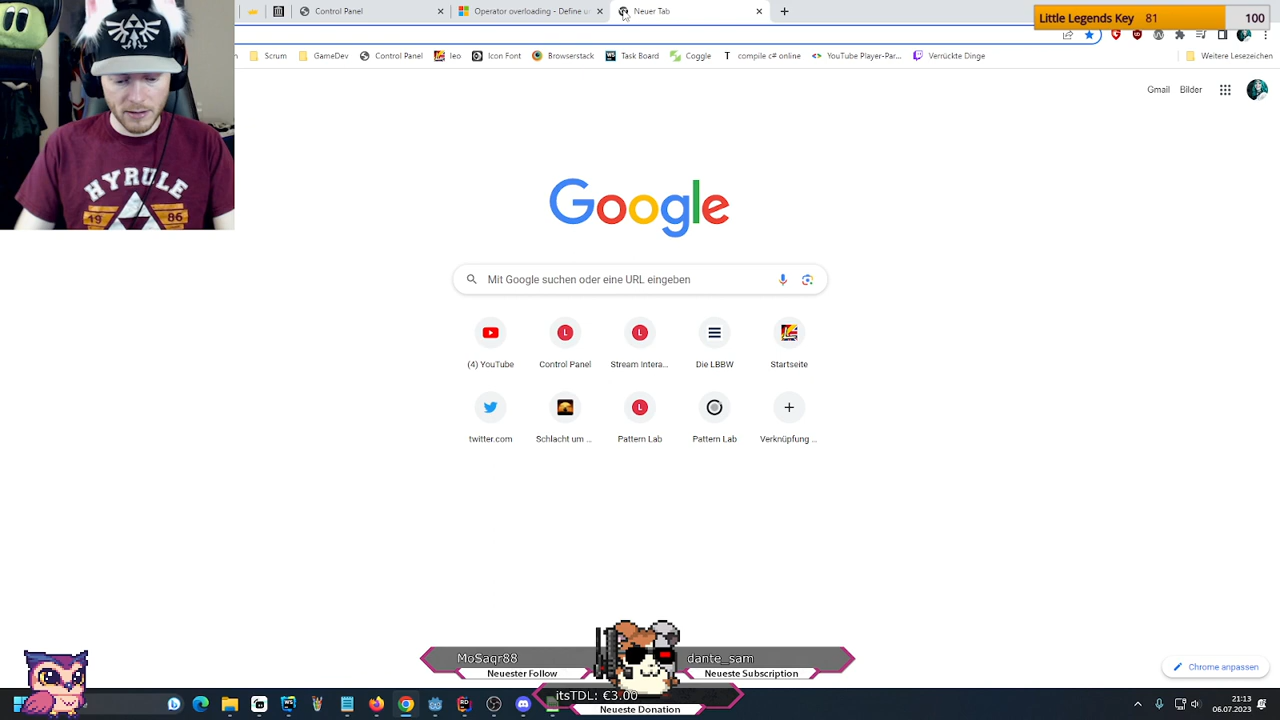 Control Panel
Operator overloading - Define u
Neuer Tab
Little Legends Key 81 100
Scrum
GameDev
Control Panel
leo
Icon Font
Browserstack
Task Board
Coggle
T compile c# online
YouTube Player-Par...
Verrückte Dinge
Weitere Lesezeichen
Gmail
Bilder
HYRULE
19 86
Google
Mit Google suchen oder eine URL eingeben
(4) YouTube
Control Panel
Stream Intera...
Die LBBW
Startseite
twitter.com
Schlacht um ...
Pattern Lab
Pattern Lab
Verknüpfung ...
Chrome anpassen
MoSaqr88
Neuester Follow
dante_sam
Neueste Subscription
itsTDL: €3.00
Neueste Donation
21:13
06.07.2023